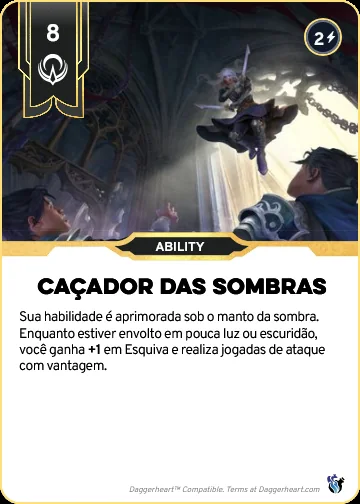 8
2
ABILITY
CAÇADOR DAS SOMBRAS
Sua habilidade é aprimorada sob o manto da sombra.
Enquanto estiver envolto em pouca luz ou escuridão,
você ganha +1 em Esquiva e realiza jogadas de ataque
com vantagem.
Daggerheart™ Compatible. Terms at Daggerheart.com